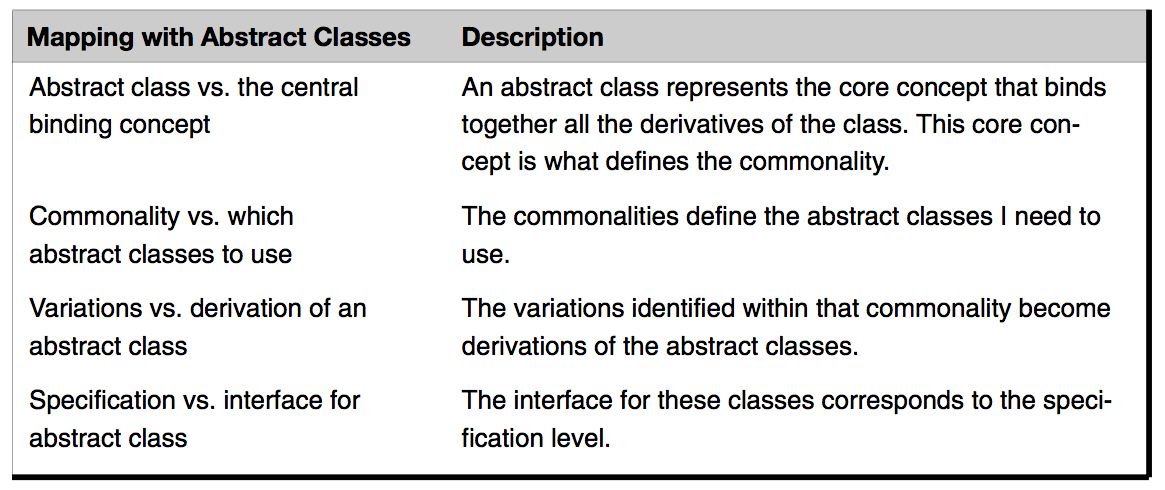 Mapping with Abstract Classes Description
Abstract class vs. the central An abstract class represents the core concept that binds
binding concept together all the derivatives of the class. This core con-
cept is what defines the commonality.
Commonality vs. which The commonalities define the abstract classes I need to
abstract classes to use use.
Variations vs. derivation of an The variations identified within that commonality become
abstract class derivations of the abstract classes.
Specification vs. interface for The interface for these classes corresponds to the speci-
abstract class fication level.